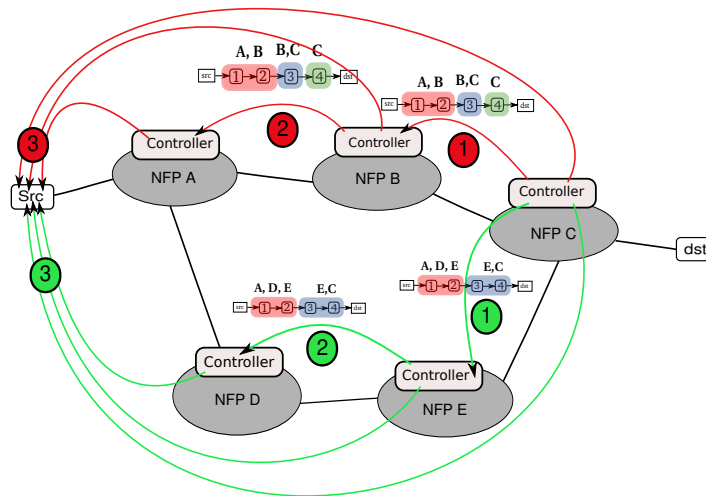 A, B B,C C
src 1 2 3 4 dst
A, B B,C C
src 1 2 3 4 dst
3
2
1
Controller
Controller
Controller
NFP A
NFP B
Src
NFP C
dst
3
A, D, E E,C
src 1 2 3 4 dst
A, D, E E,C
src 1 2 3 4 dst
1
2
Controller
Controller
NFP D
NFP E